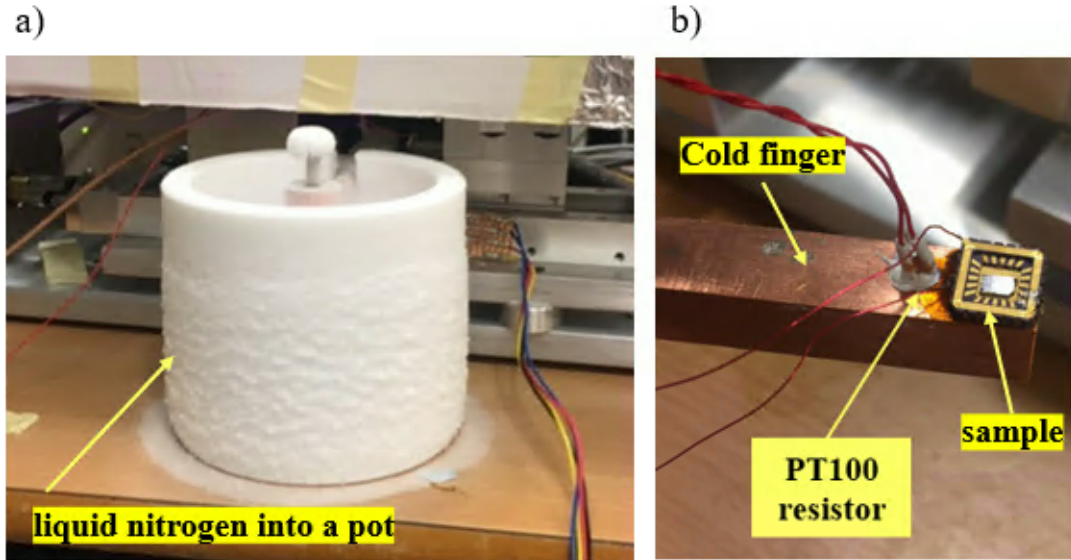 a)
b)
Cold finger
sample
PT100
resistor
liquid nitrogen into a pot